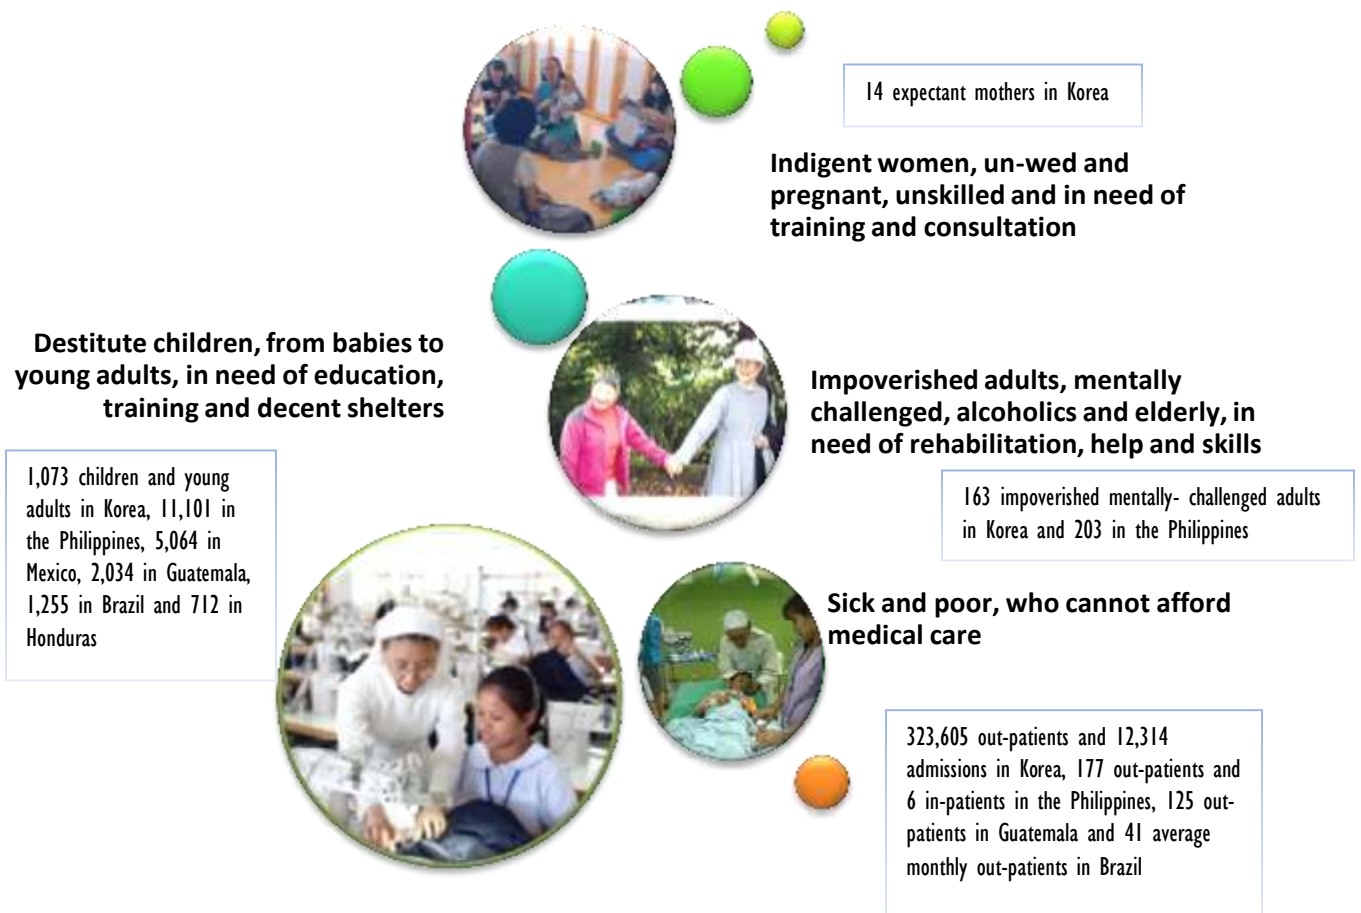 14 expectant mothers in Korea
Indigent women, un-wed and
pregnant, unskilled and in need of
training and consultation
Destitute children, from babies to
young adults, in need of education,
training and decent shelters
1,073 children and young
adults in Korea, 11,101 in
the Philippines, 5,064 in
Mexico, 2,034 in Guatemala,
1,255 in Brazil and 712 in
Honduras
Impoverished adults, mentally
challenged, alcoholics and elderly, in
need of rehabilitation, help and skills
163 impoverished mentally- challenged adults
in Korea and 203 in the Philippines
Sick and poor, who cannot afford
medical care
323,605 out-patients and 12,314
admissions in Korea, 177 out-patients and
6 in-patients in the Philippines, 125 out-
patients in Guatemala and 41 average
monthly out-patients in Brazil